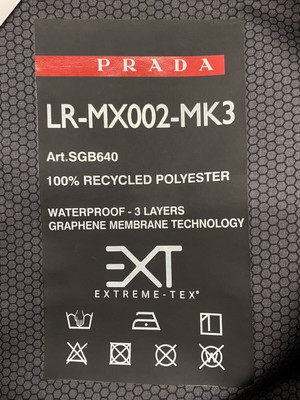 PRADA
LR-MX002-MK3
Art.SGB640
100% RECYCLED POLYESTER
WATERPROOF - 3 LAYERS
GRAPHENE MEMBRANE TECHNOLOGY
EXT
EXTREME-TEX®